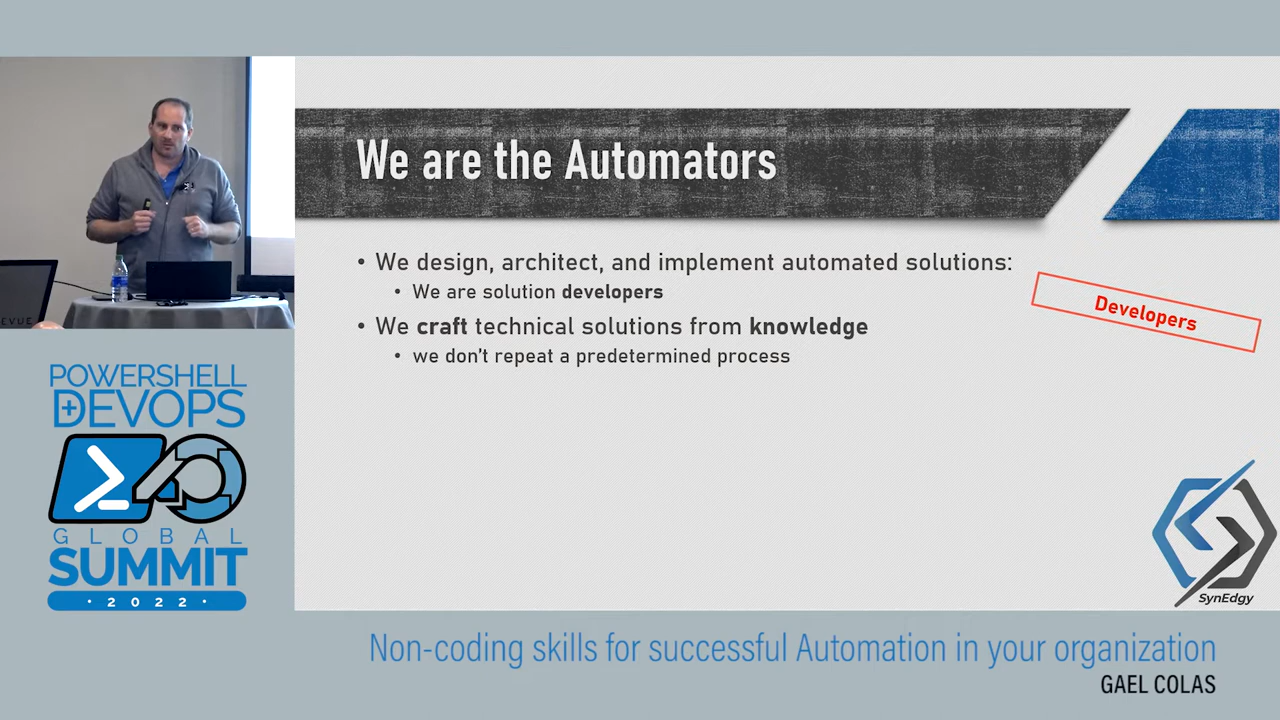 We are the Automators
• We design, architect, and implement automated solutions:
• We are solution developers
• We craft technical solutions from knowledge
• we don't repeat a predetermined process
Developers
EVUE
POWERSHELL
+DEVOPS
GLOBAL
SUMMIT
· 2022 ·
SynEdgy
Non-coding skills for successful Automation in your organization
GAEL COLAS